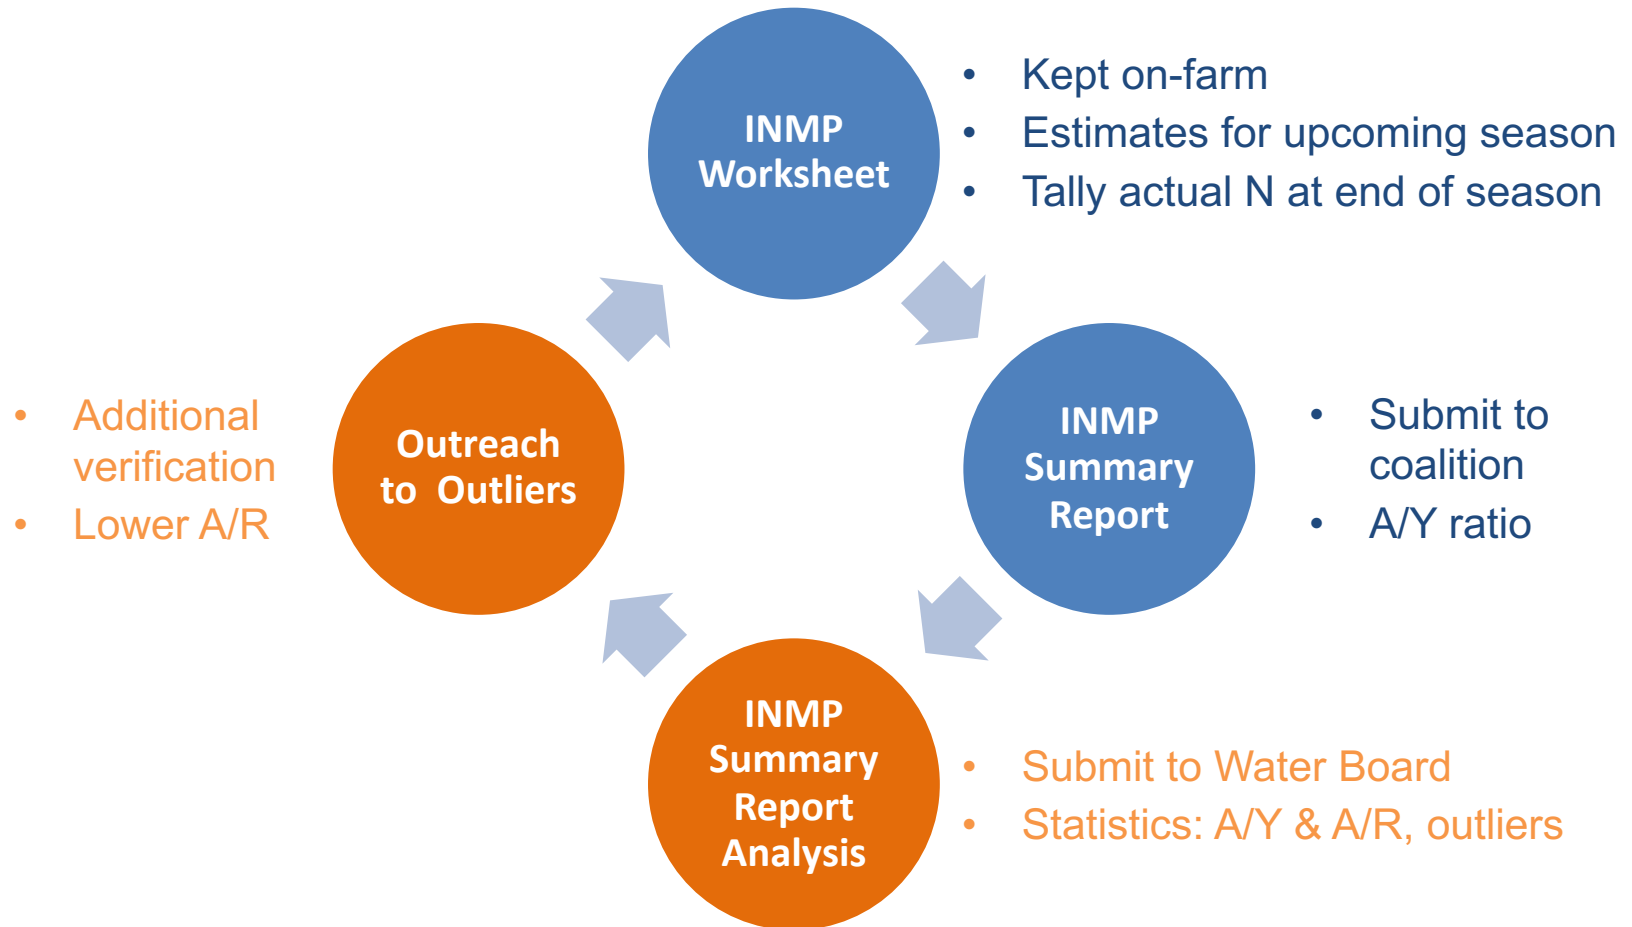 INMP
Worksheet
• Kept on-farm
• Estimates for upcoming season
• Tally actual N at end of season
INMP
Summary
Report
• Submit to
coalition
• A/Y ratio
INMP
Summary
Report
Analysis
• Submit to Water Board
• Statistics: A/Y & A/R, outliers
Outreach
to Outliers
• Additional
verification
• Lower A/R